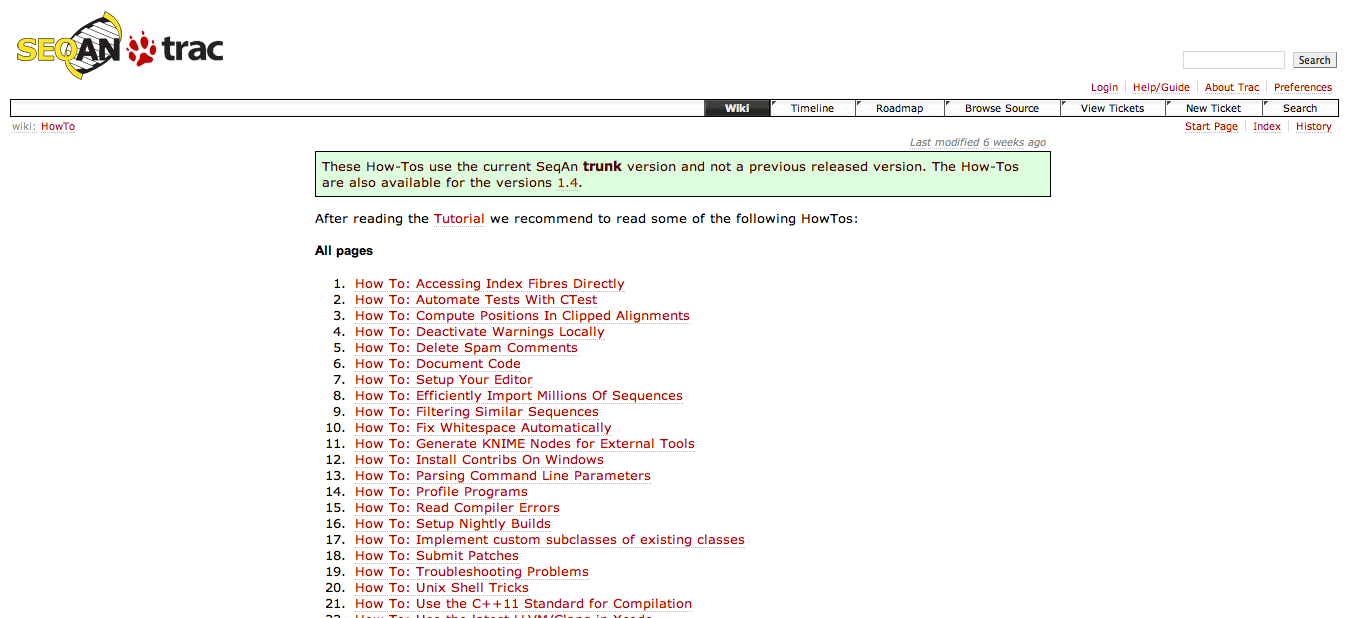 SEQAN trac
Search
Login Help/Guide About Trac Preferences
Wiki Timeline Roadmap Browse Source View Tickets New Ticket Search
wiki: HowTo Start Page Index History
Last modified 6 weeks ago
These How-Tos use the current SeqAn trunk version and not a previous released version. The How-Tos
are also available for the versions 1.4.
After reading the Tutorial we recommend to read some of the following HowTos:
All pages
1. How To: Accessing Index Fibres Directly
2. How To: Automate Tests With CTest
3. How To: Compute Positions In Clipped Alignments
4. How To: Deactivate Warnings Locally
5. How To: Delete Spam Comments
6. How To: Document Code
7. How To: Setup Your Editor
8. How To: Efficiently Import Millions Of Sequences
9. How To: Filtering Similar Sequences
10. How To: Fix Whitespace Automatically
11. How To: Generate KNIME Nodes for External Tools
12. How To: Install Contribs On Windows
13. How To: Parsing Command Line Parameters
14. How To: Profile Programs
15. How To: Read Compiler Errors
16. How To: Setup Nightly Builds
17. How To: Implement custom subclasses of existing classes
18. How To: Submit Patches
19. How To: Troubleshooting Problems
20. How To: Unix Shell Tricks
21. How To: Use the C++11 Standard for Compilation
22. How To: Use the latest LLVM/Clang in Xcode